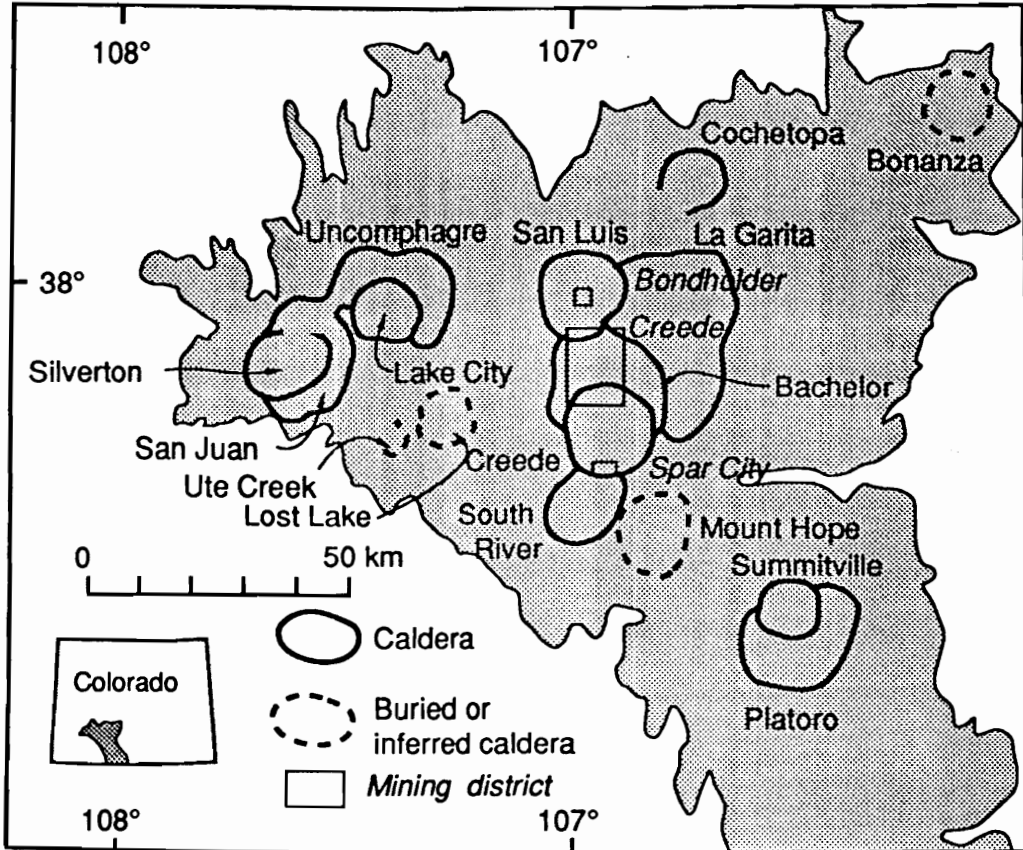 108°
107°
Cochetopa
Bonanza
Uncomphagre
San Luis
La Garita
38°
Bondholder
Creede
Silverton
Lake City
Bachelor
San Juan
Creede
Spar City
Ute Creek
Lost Lake
South
River
Mount Hope
0
50 km
Summitville
Caldera
Colorado
Buried or
inferred caldera
Platoro
Mining district
108°
107°